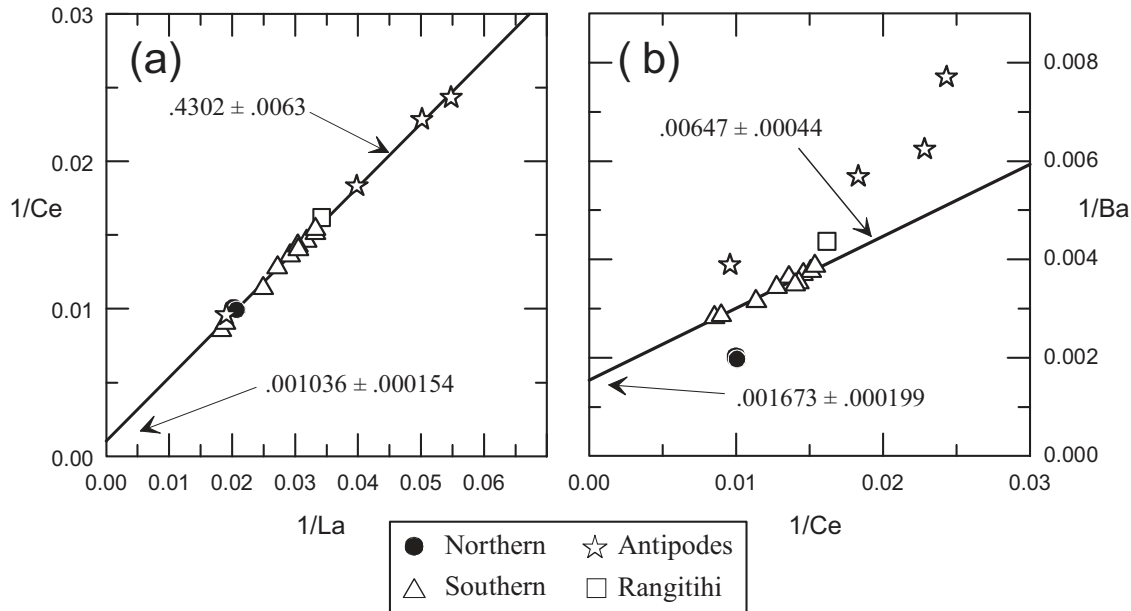 (a)
0.03
0.02
0.01
0.00
1/Ce
.4302 ± .0063
.001036 ± .000154
0.00 0.01 0.02 0.03 0.04 0.05 0.06
1/La
( b)
0.008
0.006
0.004
0.002
0.000
1/Ba
.00647 ± .00044
.001673 ± .000199
0.00 0.01 0.02 0.03
1/Ce
Northern Antipodes
Southern Rangitihi